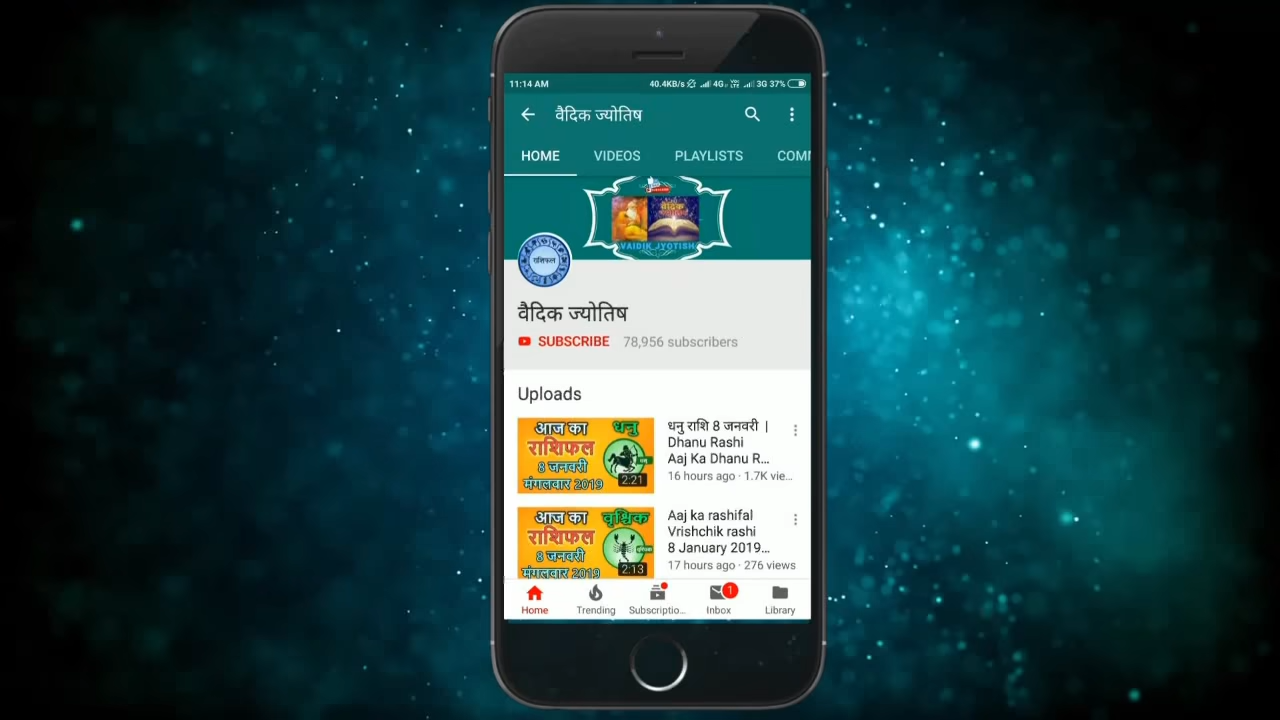 11:14 AM
40.4KB/s 4G VoLTE 3G 37%
वैदिक ज्योतिष
HOME VIDEOS PLAYLISTS COMM
वैदिक
VAIDIK JYOTISH
राशिफल
वैदिक ज्योतिष
SUBSCRIBE 78,956 subscribers
Uploads
आज का धनु
राशिफल
8 जनवरी
मंगलवार 2019
2:21
धनु राशि 8 जनवरी |
Dhanu Rashi
Aaj Ka Dhanu R...
16 hours ago · 1.7K vie...
आज का वृश्चिक
राशिफल
8 जनवरी
मंगलवार 2019
2:13
Aaj ka rashifal
Vrishchik rashi
8 January 2019...
17 hours ago · 276 views
Home Trending Subscriptio... Inbox Library
1